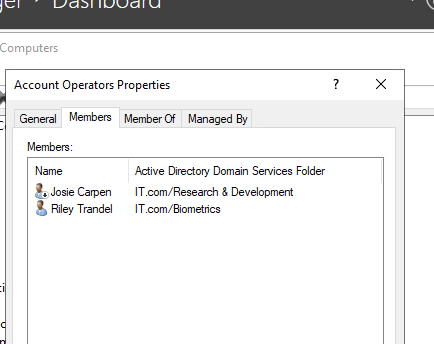 Dashboard
Computers
Account Operators Properties
?
General Members Member Of Managed By
Members:
Name Active Directory Domain Services Folder
Josie Carpen IT.com/Research & Development
Riley Trandel IT.com/Biometrics